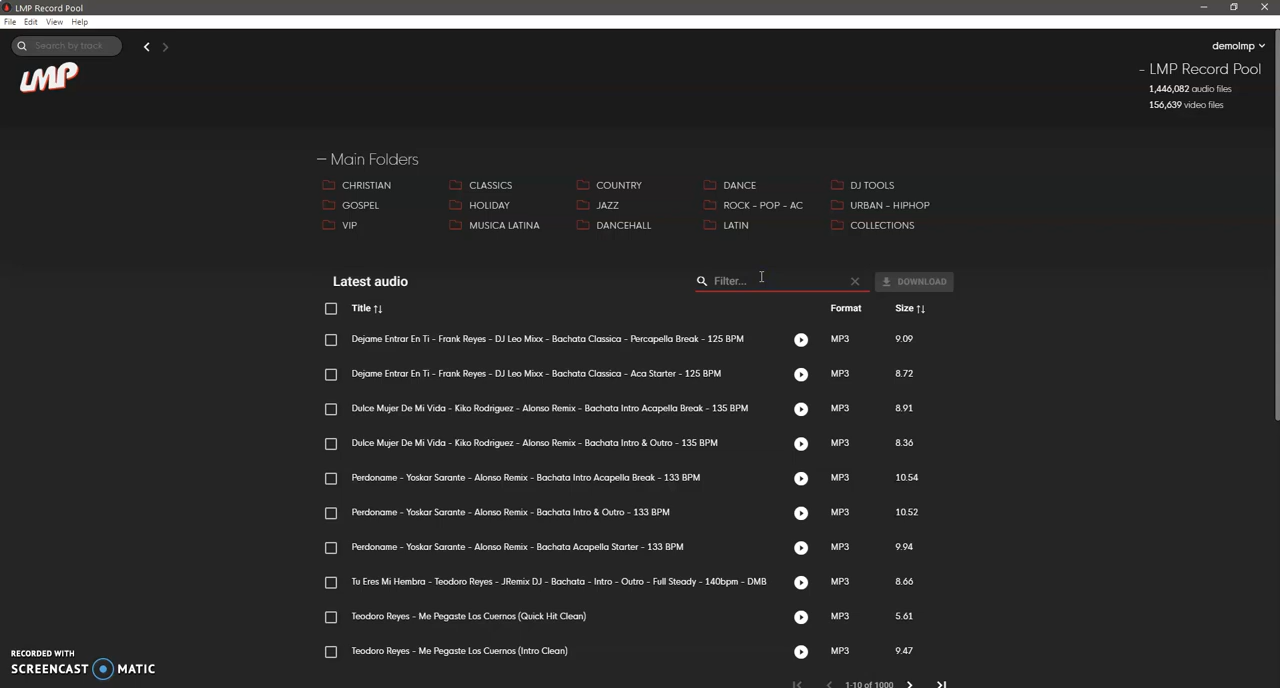 LMP Record Pool
File Edit View Help
Search by track
demolmp
LMP
- LMP Record Pool
1,446,082 audio files
156,639 video files
— Main Folders
CHRISTIAN CLASSICS COUNTRY DANCE DJ TOOLS
GOSPEL HOLIDAY JAZZ ROCK - POP - AC URBAN - HIPHOP
VIP MUSICA LATINA DANCEHALL LATIN COLLECTIONS
Latest audio Filter... DOWNLOAD
Title Format Size
Dejame Entrar En Ti - Frank Reyes - DJ Leo Mixx - Bachata Classica - Percapella Break - 125 BPM MP3 9.09
Dejame Entrar En Ti - Frank Reyes - DJ Leo Mixx - Bachata Classica - Aca Starter - 125 BPM MP3 8.72
Dulce Mujer De Mi Vida - Kiko Rodriguez - Alonso Remix - Bachata Intro Acapella Break - 135 BPM MP3 8.91
Dulce Mujer De Mi Vida - Kiko Rodriguez - Alonso Remix - Bachata Intro & Outro - 135 BPM MP3 8.36
Perdoname - Yoskar Sarante - Alonso Remix - Bachata Intro Acapella Break - 133 BPM MP3 10.54
Perdoname - Yoskar Sarante - Alonso Remix - Bachata Intro & Outro - 133 BPM MP3 10.52
Perdoname - Yoskar Sarante - Alonso Remix - Bachata Acapella Starter - 133 BPM MP3 9.94
Tu Eres Mi Hembra - Teodoro Reyes - JRemix DJ - Bachata - Intro - Outro - Full Steady - 140bpm - DMB MP3 8.66
Teodoro Reyes - Me Pegaste Los Cuernos (Quick Hit Clean) MP3 5.61
Teodoro Reyes - Me Pegaste Los Cuernos (Intro Clean) MP3 9.47
1-10 of 1000
RECORDED WITH
SCREENCAST MATIC